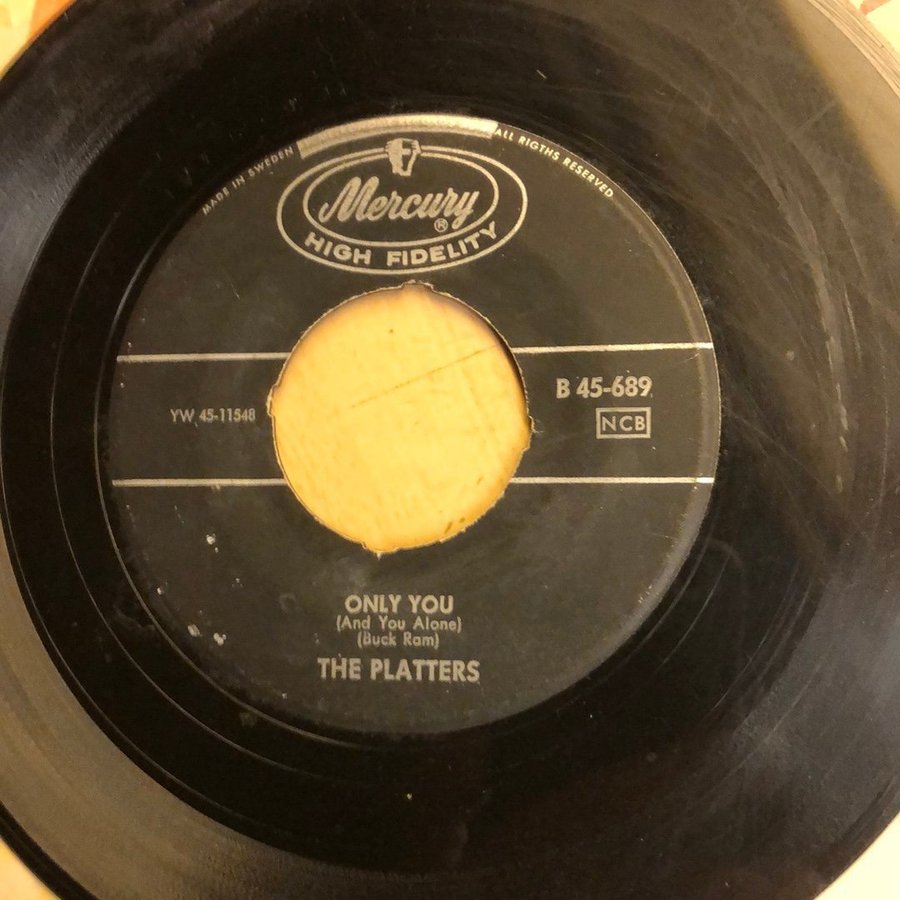 MADE IN SWEDEN
ALL RIGTHS RESERVED
Mercury
®
HIGH FIDELITY
B 45-689
YW 45-11548
NCB
ONLY YOU
(And You Alone)
(Buck Ram)
THE PLATTERS